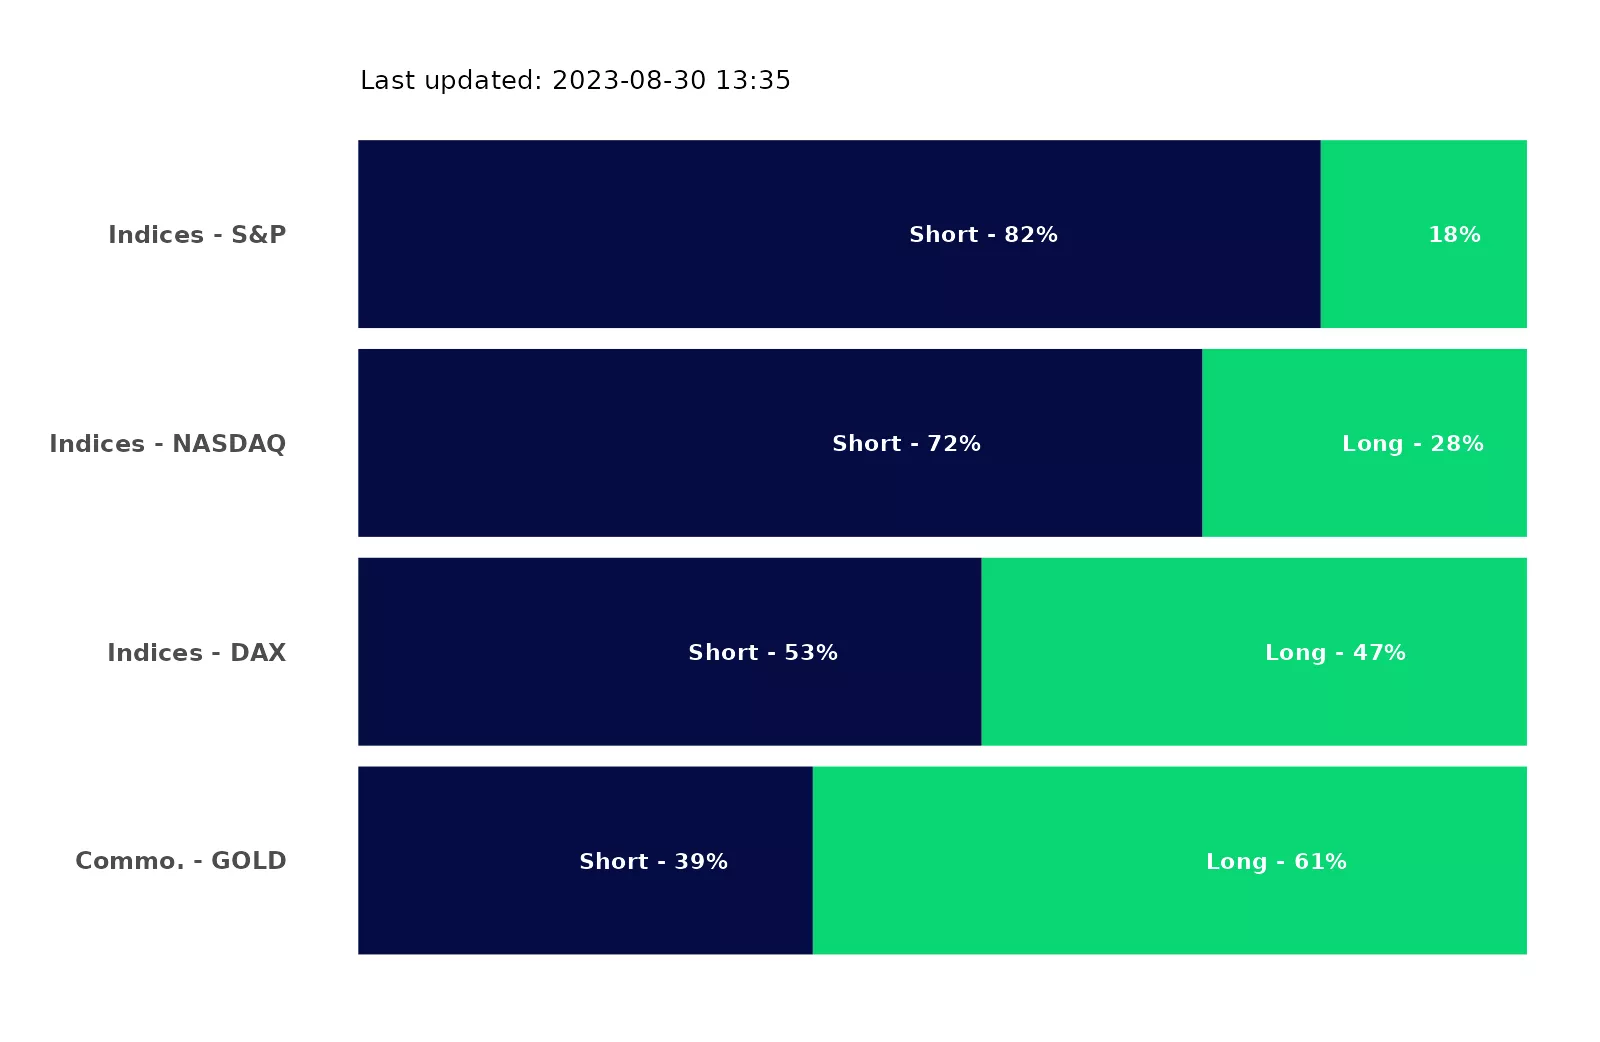 Last updated: 2023-08-30 13:35
Indices - S&P
Short - 82%
18%
Indices - NASDAQ
Short - 72%
Long - 28%
Indices - DAX
Short - 53%
Long - 47%
Commo. - GOLD
Short - 39%
Long - 61%